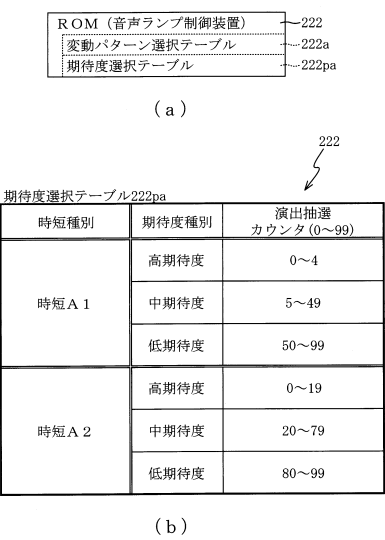 ROM（音声ランプ制御装置）
222
変動パターン選択テーブル
222a
期待度選択テーブル
222pa
（a）
222
期待度選択テーブル222pa
時短種別
期待度種別
演出抽選
カウンタ(0～99)
時短A1
高期待度
0～4
中期待度
5～49
低期待度
50～99
時短A2
高期待度
0～19
中期待度
20～79
低期待度
80～99
（b）